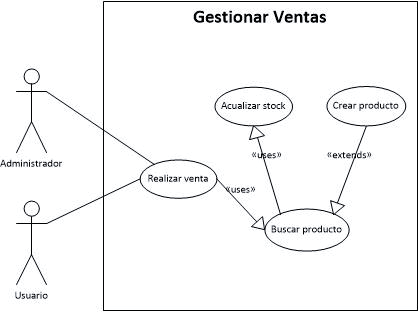 Gestionar Ventas
Acualizar stock
Crear producto
«uses»
«extends»
Administrador
Realizar venta
«uses»
Buscar producto
Usuario